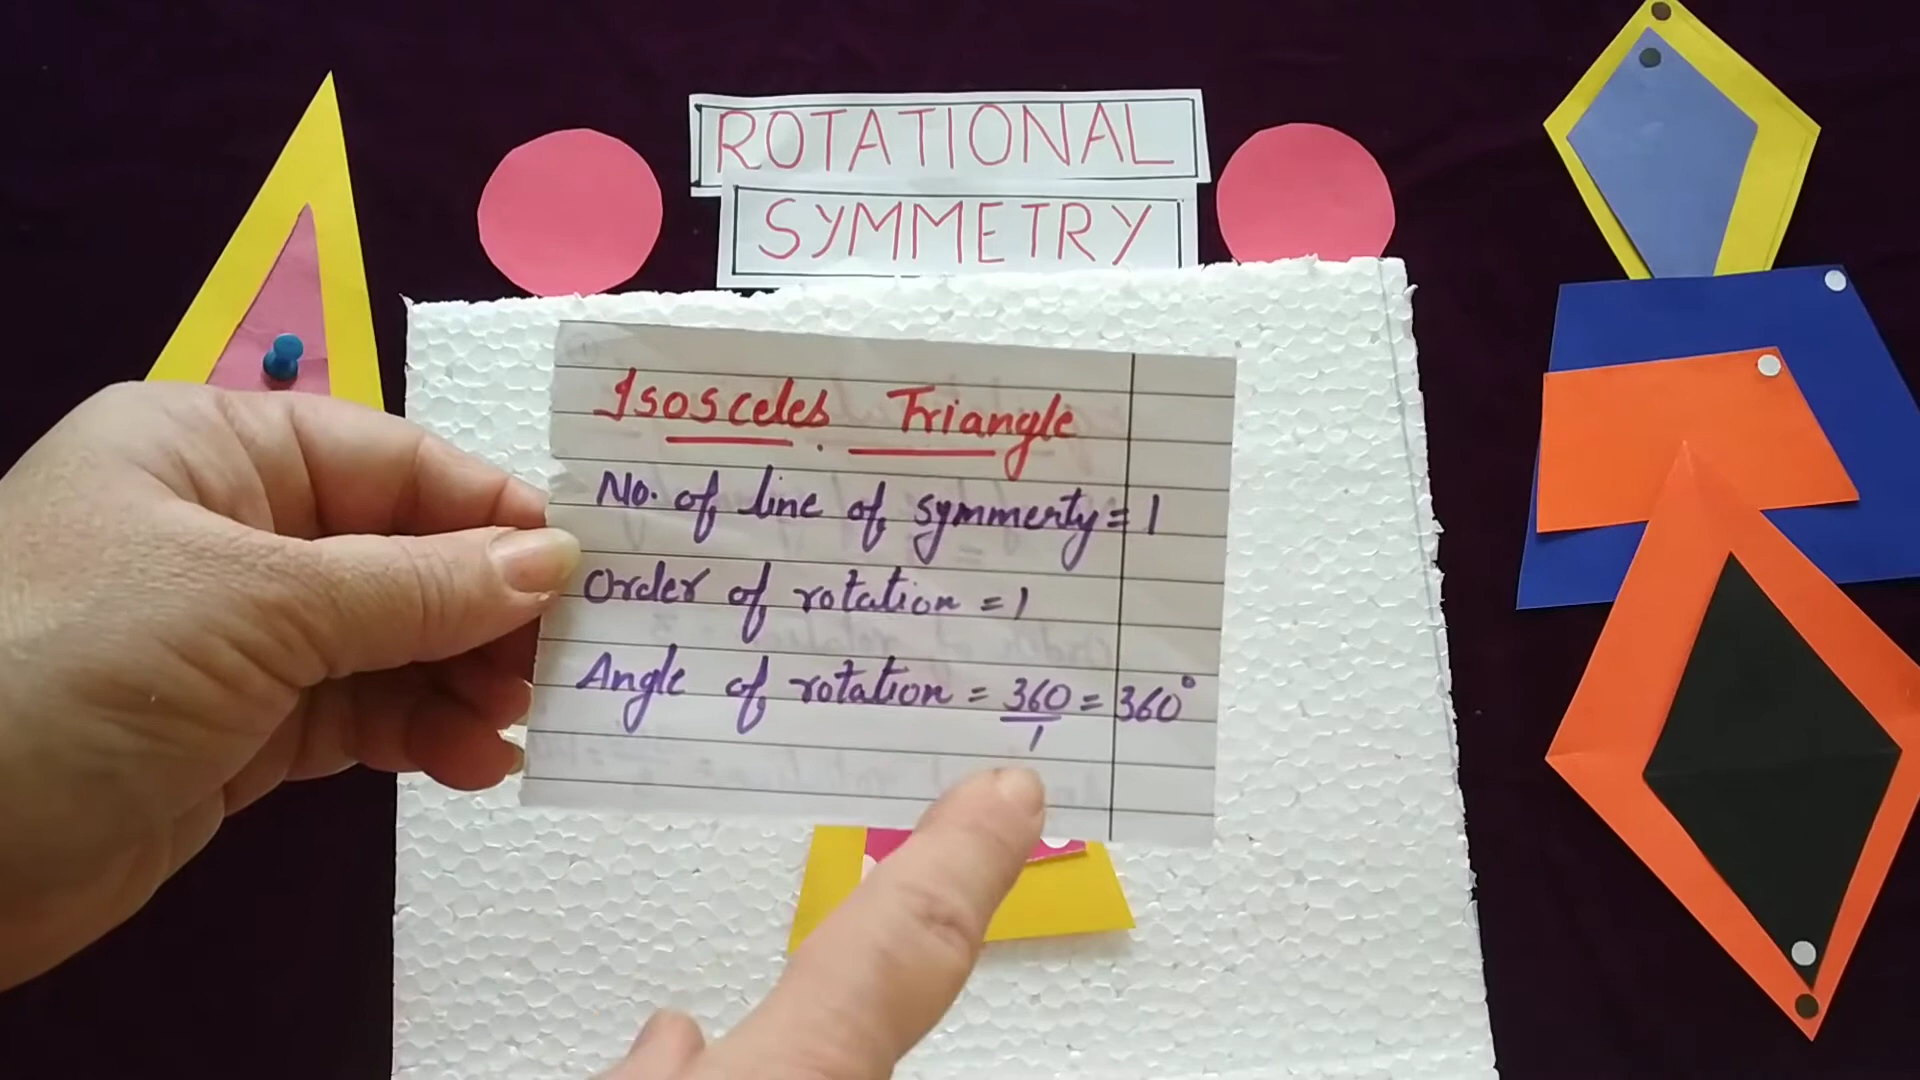 ROTATIONAL
SYMMETRY
Isosceles Triangle
No. of line of symmenty = 1
Order of rotation = 1
Angle of rotation = 360/1 = 360°